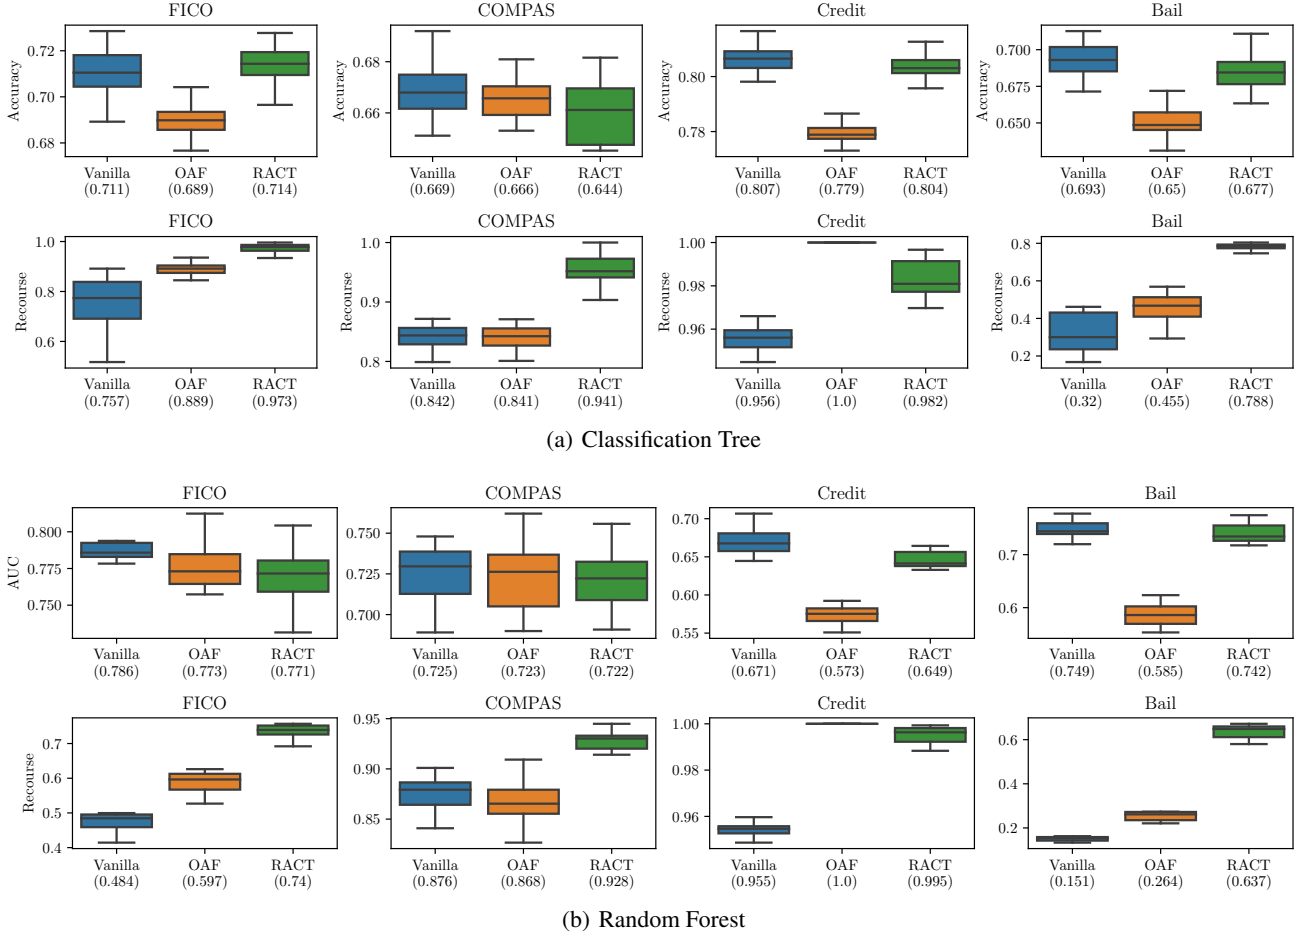 FICO COMPAS Credit Bail
Accuracy 0.72 0.70 0.68
Accuracy 0.68 0.66
Accuracy 0.80 0.78
Accuracy 0.700 0.675 0.650
Vanilla OAF RACT Vanilla OAF RACT Vanilla OAF RACT Vanilla OAF RACT
(0.711) (0.689) (0.714) (0.669) (0.666) (0.644) (0.807) (0.779) (0.804) (0.693) (0.65) (0.677)
FICO COMPAS Credit Bail
Recourse 1.0 0.8 0.6
Recourse 1.0 0.9 0.8
Recourse 1.00 0.98 0.96
Recourse 0.8 0.6 0.4 0.2
Vanilla OAF RACT Vanilla OAF RACT Vanilla OAF RACT Vanilla OAF RACT
(0.757) (0.889) (0.973) (0.842) (0.841) (0.941) (0.956) (1.0) (0.982) (0.32) (0.455) (0.788)
(a) Classification Tree
FICO COMPAS Credit Bail
AUC 0.800 0.775 0.750
0.750 0.725 0.700
0.70 0.65 0.60 0.55
0.7 0.6
Vanilla OAF RACT Vanilla OAF RACT Vanilla OAF RACT Vanilla OAF RACT
(0.786) (0.773) (0.771) (0.725) (0.723) (0.722) (0.671) (0.573) (0.649) (0.749) (0.585) (0.742)
FICO COMPAS Credit Bail
Recourse 0.7 0.6 0.5 0.4
0.95 0.90 0.85
1.00 0.98 0.96
0.6 0.4 0.2
Vanilla OAF RACT Vanilla OAF RACT Vanilla OAF RACT Vanilla OAF RACT
(0.484) (0.597) (0.74) (0.876) (0.868) (0.928) (0.955) (1.0) (0.995) (0.151) (0.264) (0.637)
(b) Random Forest